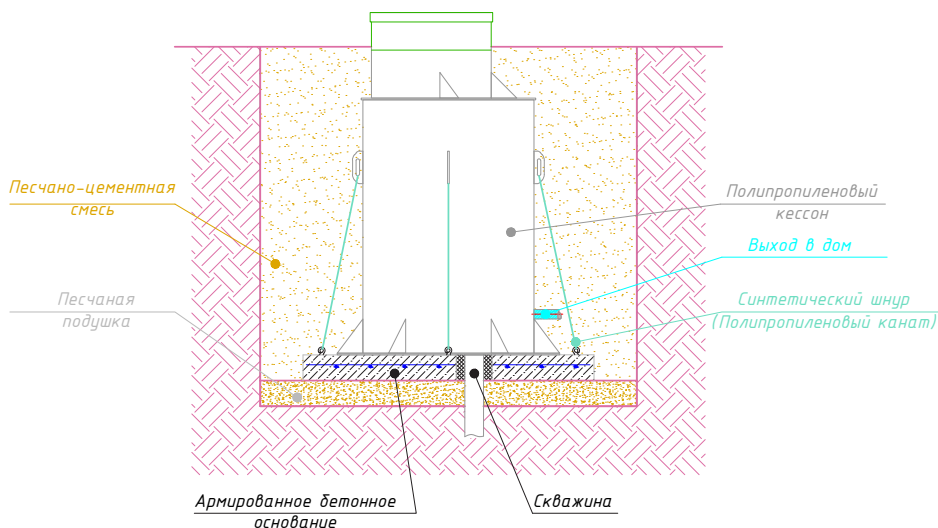 Песчано-цементная
смесь
Песчаная
подушка
Полипропиленовый
кессон
Выход в дом
Синтетический шнур
(Полипропиленовый канат)
Армированное бетонное
основание
Скважина